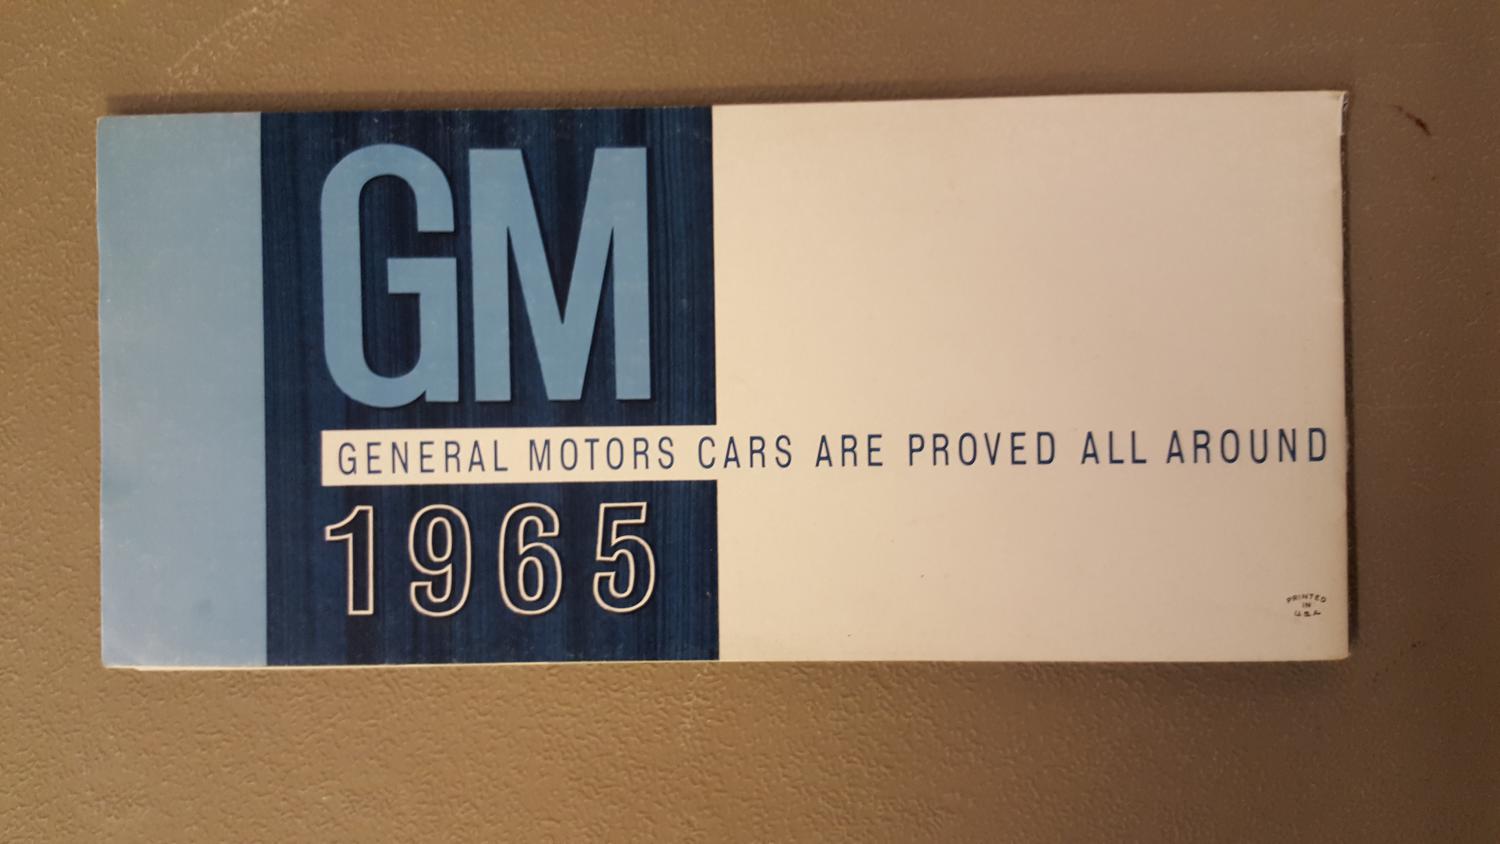 GM
GENERAL MOTORS CARS ARE PROVED ALL AROUND
1965
PRINTED
IN
U.S.A.